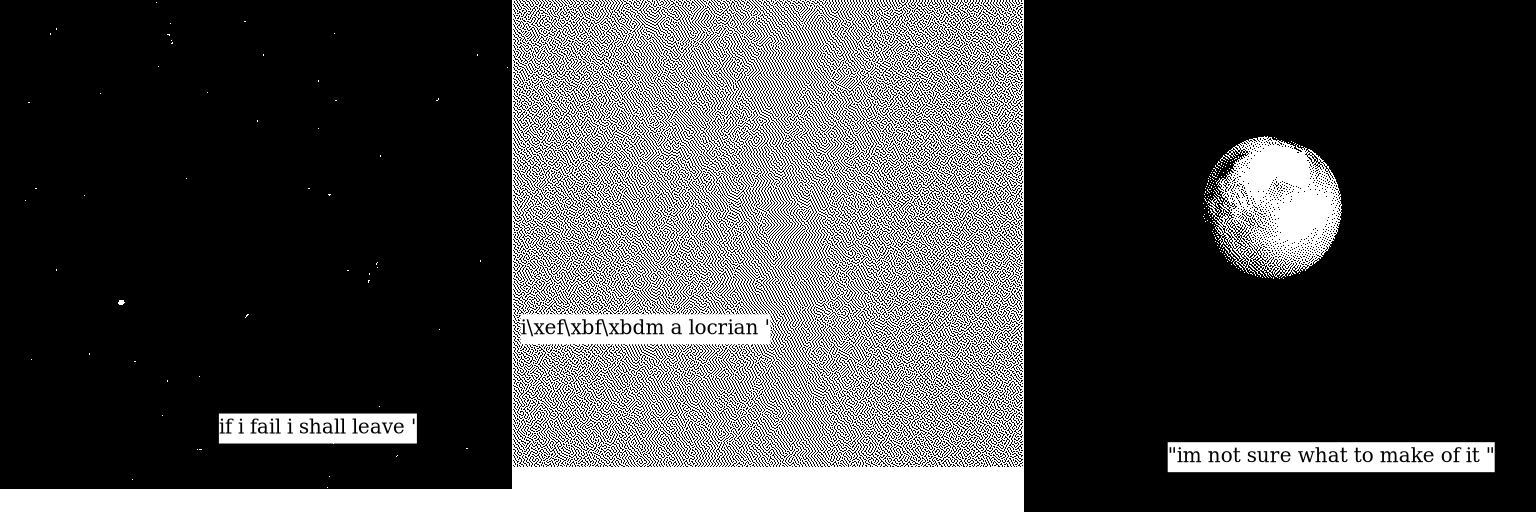 if i fail i shall leave '
i\xef\xbf\xbdm a locrian '
"im not sure what to make of it "